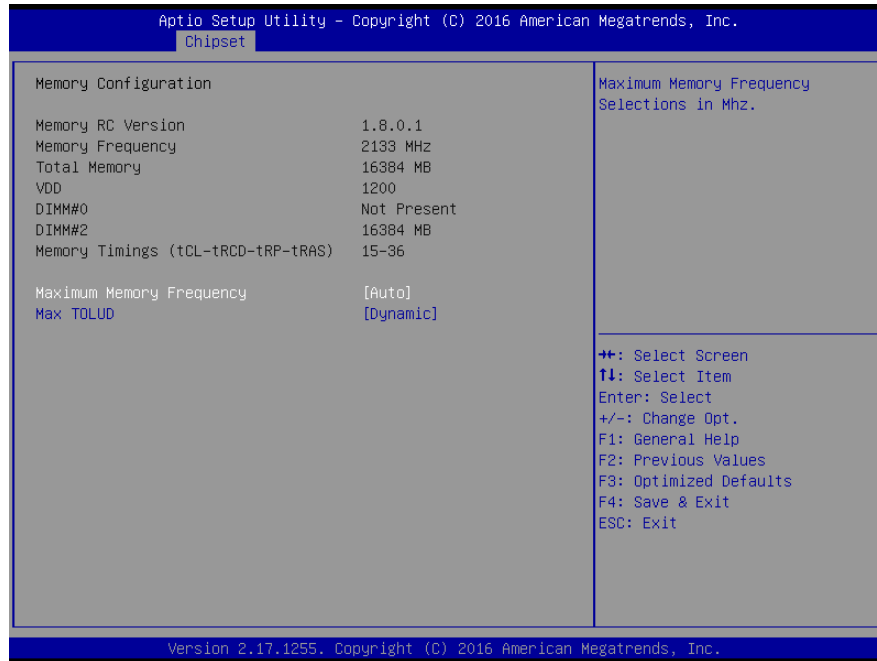 Aptio Setup Utility – Copyright (C) 2016 American Megatrends, Inc.
Chipset
Memory Configuration
Memory RC Version 1.8.0.1
Memory Frequency 2133 MHz
Total Memory 16384 MB
VDD 1200
DIMM#0 Not Present
DIMM#2 16384 MB
Memory Timings (tCL-tRCD-tRP-tRAS) 15-36
Maximum Memory Frequency [Auto]
Max TOLUD [Dynamic]
Maximum Memory Frequency
Selections in Mhz.
→←: Select Screen
↑↓: Select Item
Enter: Select
+/-: Change Opt.
F1: General Help
F2: Previous Values
F3: Optimized Defaults
F4: Save & Exit
ESC: Exit
Version 2.17.1255. Copyright (C) 2016 American Megatrends, Inc.